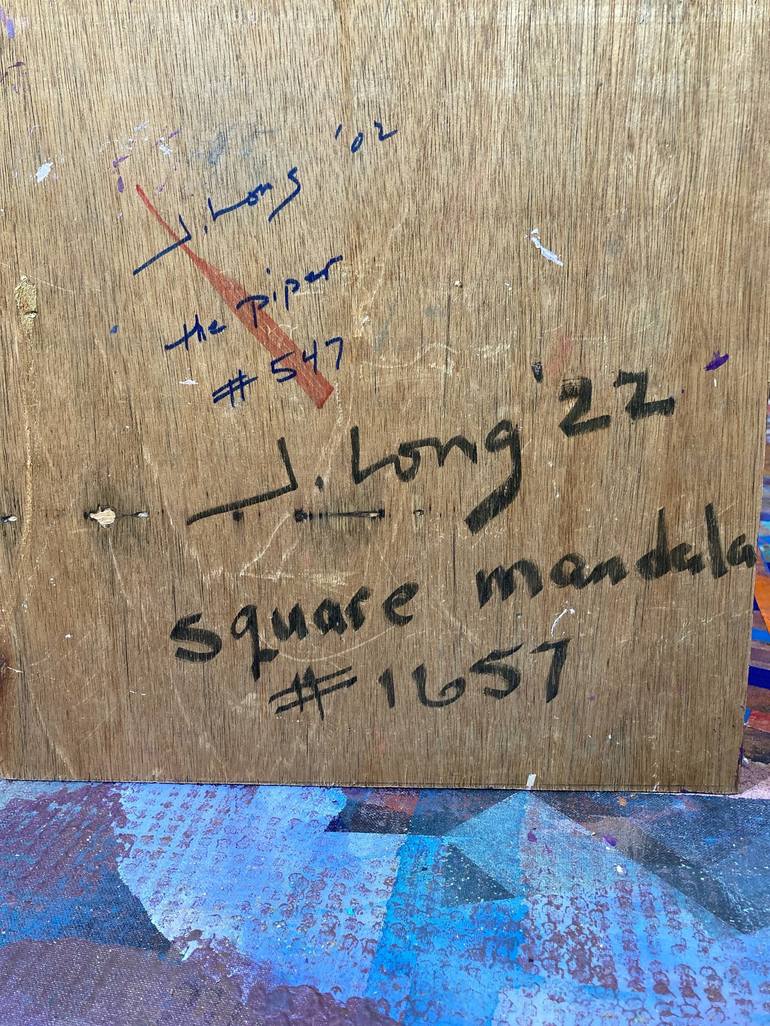 J. Long '02
the piper
# 547
J. Long '22
square mandala
# 1657